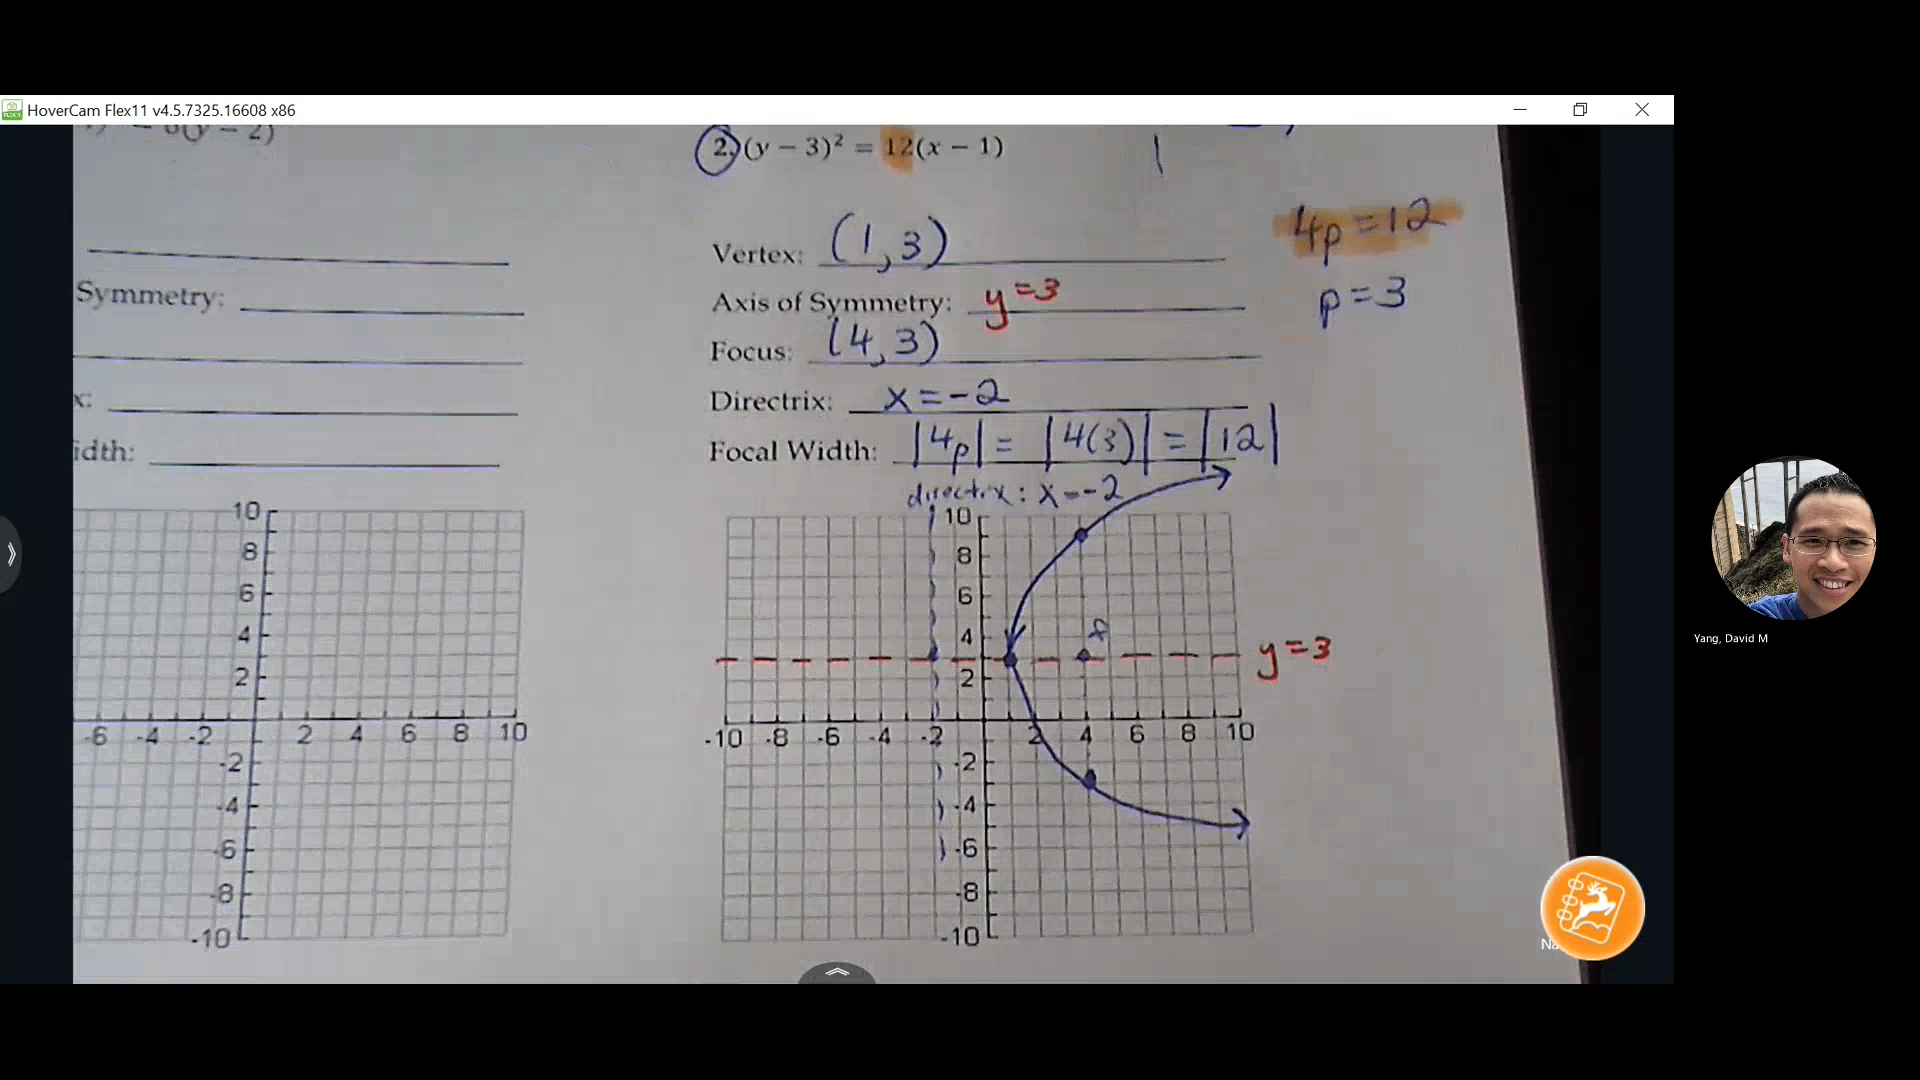 HoverCam Flex11 v4.5.7325.16608 x86
(y − 2)
2. (y − 3)² = 12(x − 1)
4p = 12
p = 3
Vertex: (1, 3)
Symmetry:
Axis of Symmetry: y = 3
Focus: (4, 3)
x:
Directrix: x = -2
idth:
Focal Width: |4p| = |4(3)| = |12|
directrix: x = -2
10
8
6
4
2
-6 -4 -2 2 4 6 8 10
-2
-4
-6
-8
-10
10
8
6
4
2
y = 3
-10 -8 -6 -4 -2 2 4 6 8 10
-2
-4
-6
-8
-10
Yang, David M